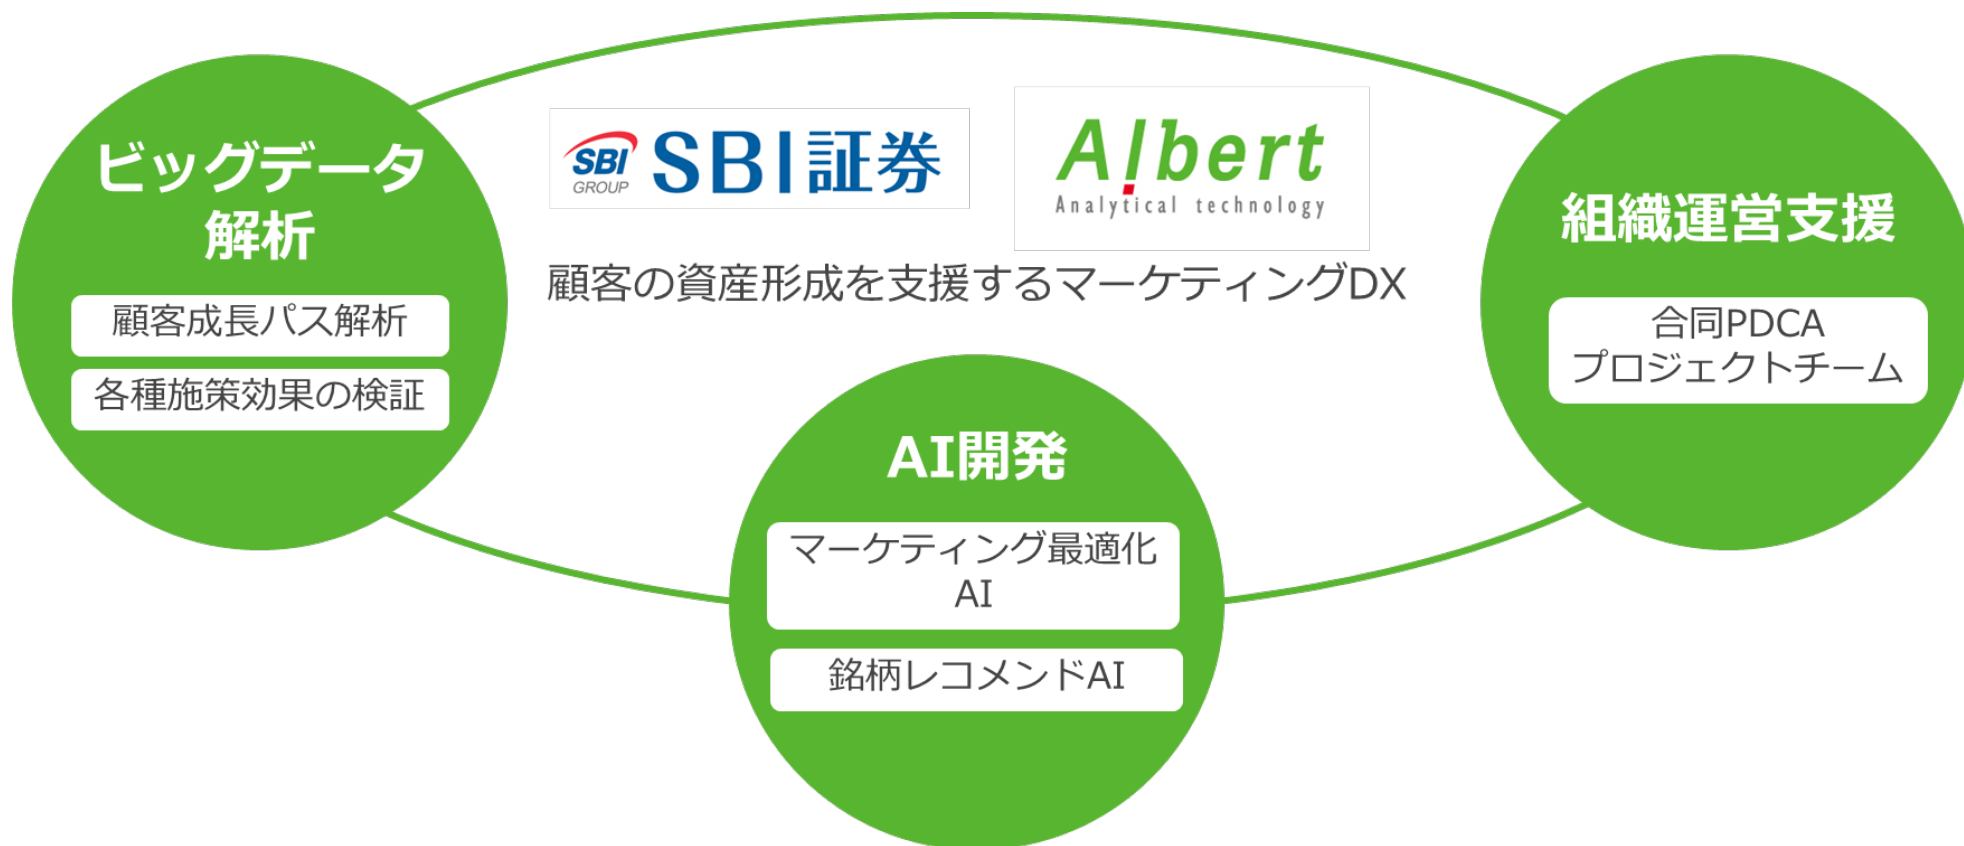 ビッグデータ
解析
顧客成長パス解析
各種施策効果の検証
SBI
GROUP
SBI証券
Albert
Analytical technology
顧客の資産形成を支援するマーケティングDX
AI開発
マーケティング最適化
AI
銘柄レコメンドAI
組織運営支援
合同PDCA
プロジェクトチーム